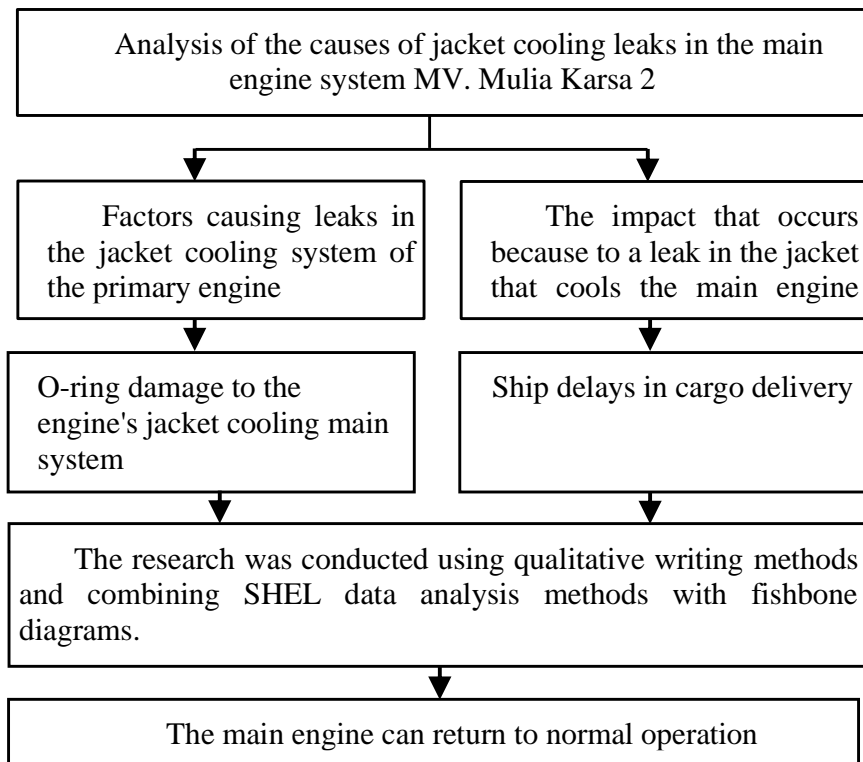 Analysis of the causes of jacket cooling leaks in the main
engine system MV. Mulia Karsa 2
Factors causing leaks in
the jacket cooling system of
the primary engine
The impact that occurs
because to a leak in the jacket
that cools the main engine
O-ring damage to the
engine's jacket cooling main
system
Ship delays in cargo delivery
The research was conducted using qualitative writing methods
and combining SHEL data analysis methods with fishbone
diagrams.
The main engine can return to normal operation